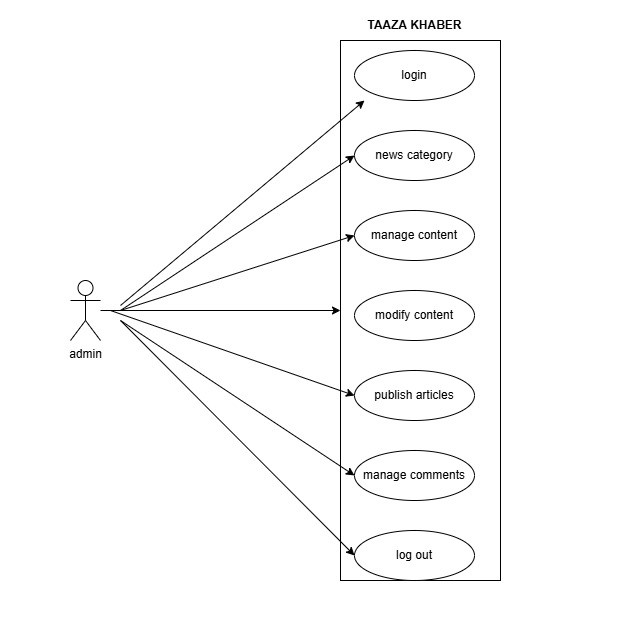 TAAZA KHABER
login
news category
manage content
modify content
admin
publish articles
manage comments
log out